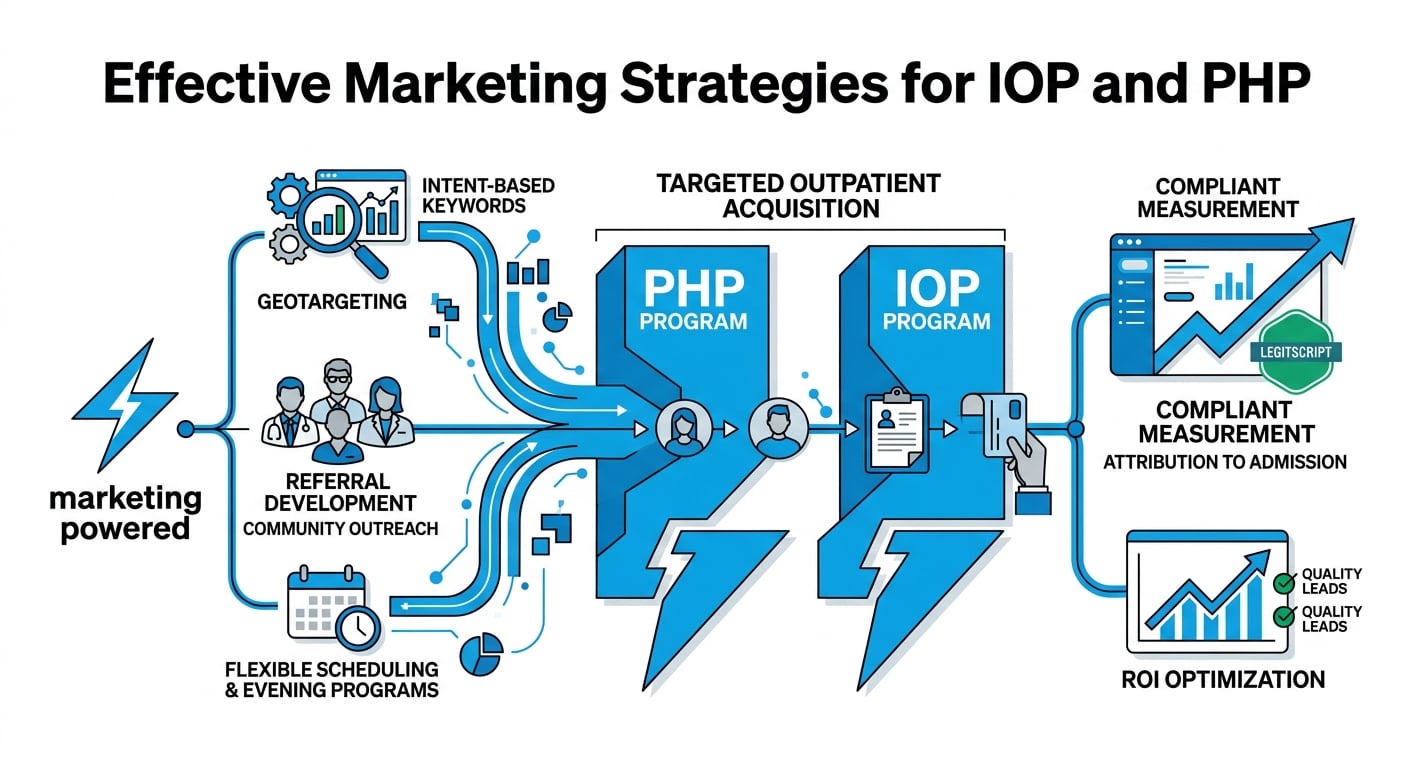 Effective Marketing Strategies for IOP and PHP
INTENT-BASED
KEYWORDS
GEOTARGETING
marketing
powered
REFERRAL
DEVELOPMENT
COMMUNITY OUTREACH
FLEXIBLE SCHEDULING
& EVENING PROGRAMS
TARGETED OUTPATIENT
ACQUISITION
PHP
PROGRAM
IOP
PROGRAM
COMPLIANT
MEASUREMENT
LEGITSCRIPT
COMPLIANT
MEASUREMENT
ATTRIBUTION TO ADMISSION
QUALITY
LEADS
QUALITY
LEADS
ROI OPTIMIZATION